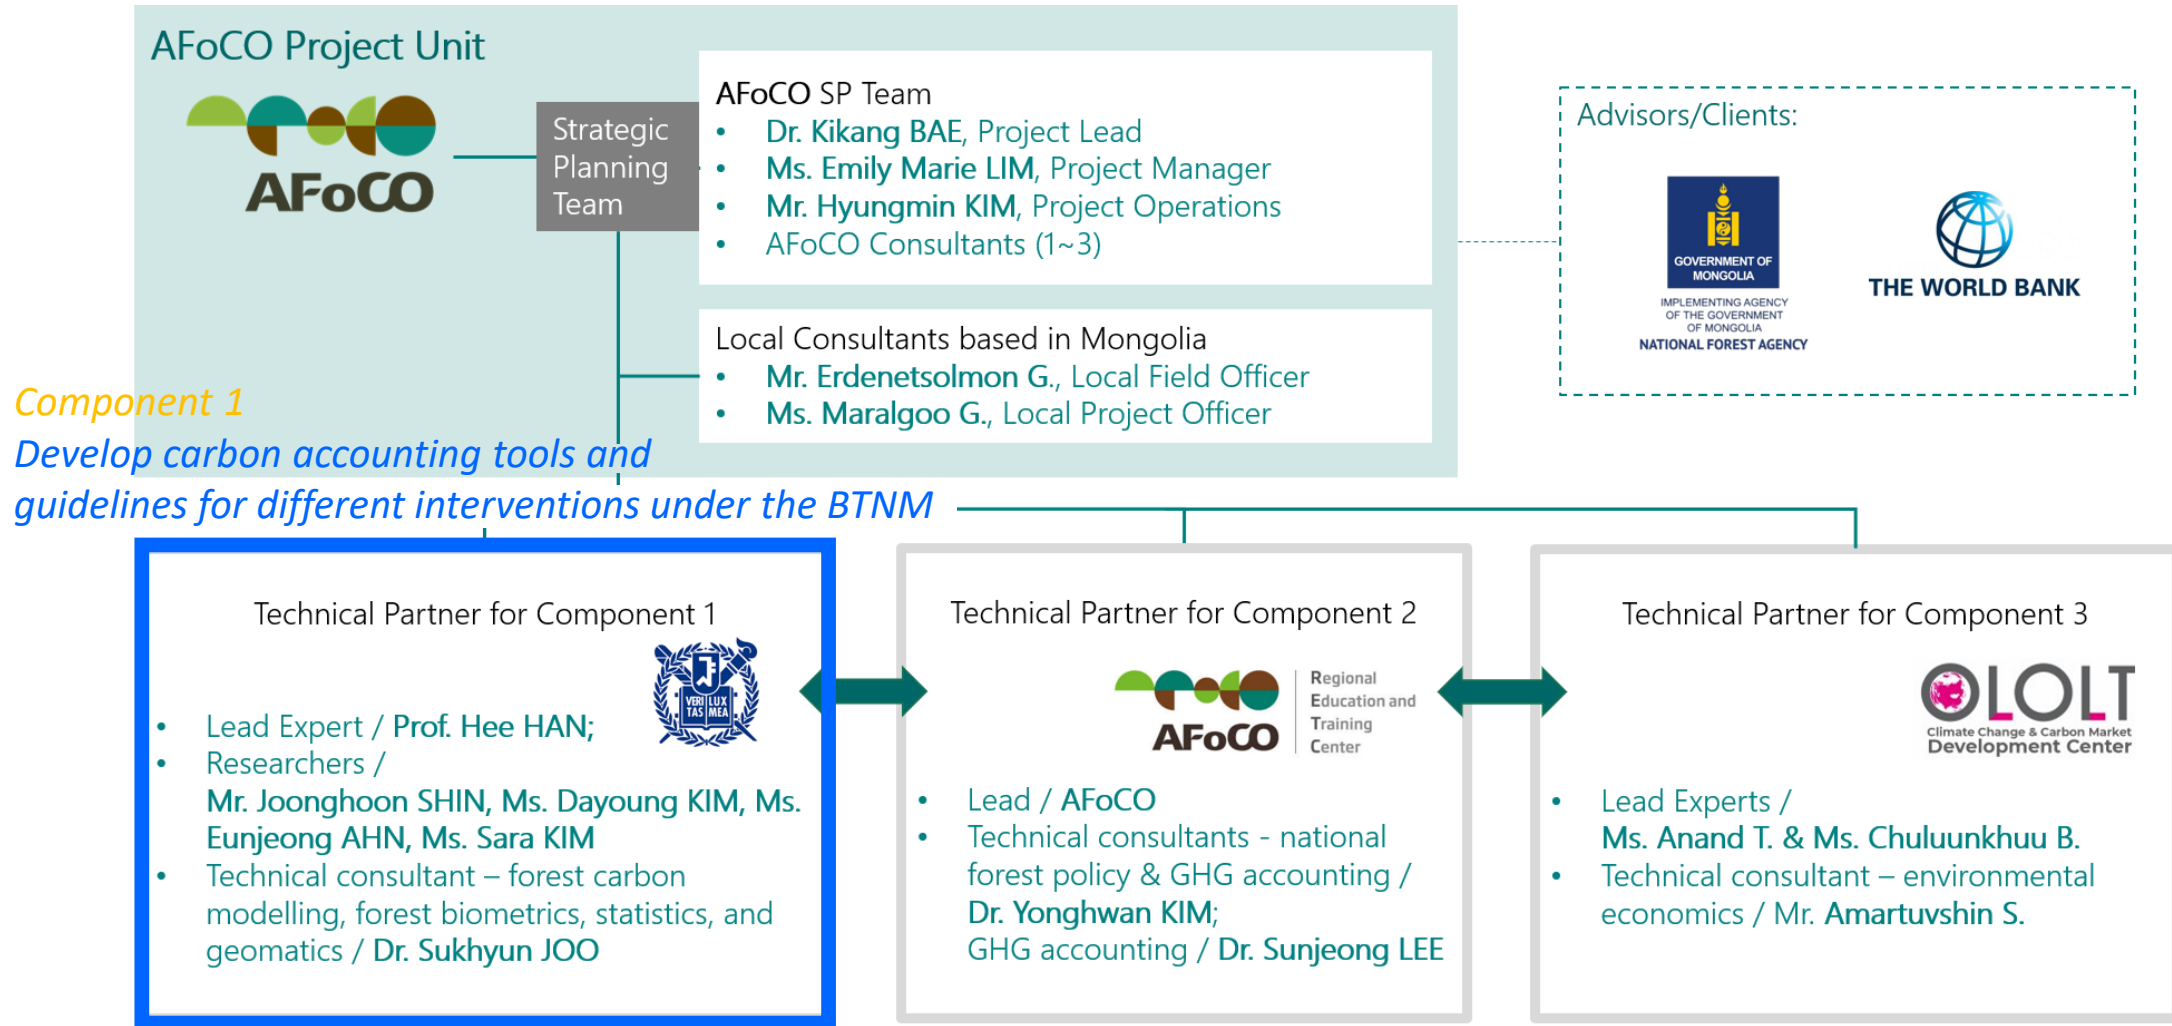 AFoCO Project Unit
AFoCO
Strategic
Planning
Team
AFoCO SP Team
• Dr. Kikang BAE, Project Lead
• Ms. Emily Marie LIM, Project Manager
• Mr. Hyungmin KIM, Project Operations
• AFoCO Consultants (1~3)
Local Consultants based in Mongolia
• Mr. Erdenetsolmon G., Local Field Officer
• Ms. Maralgoo G., Local Project Officer
Advisors/Clients:
GOVERNMENT OF
MONGOLIA
IMPLEMENTING AGENCY
OF THE GOVERNMENT
OF MONGOLIA
NATIONAL FOREST AGENCY
THE WORLD BANK
Component 1
Develop carbon accounting tools and
guidelines for different interventions under the BTNM
Technical Partner for Component 1
VERI LUX
TAS MEA
• Lead Expert / Prof. Hee HAN;
• Researchers /
Mr. Joonghoon SHIN, Ms. Dayoung KIM, Ms.
Eunjeong AHN, Ms. Sara KIM
• Technical consultant – forest carbon
modelling, forest biometrics, statistics, and
geomatics / Dr. Sukhyun JOO
Technical Partner for Component 2
AFoCO
Regional
Education and
Training
Center
• Lead / AFoCO
• Technical consultants - national
forest policy & GHG accounting /
Dr. Yonghwan KIM;
GHG accounting / Dr. Sunjeong LEE
Technical Partner for Component 3
OLOLT
Climate Change & Carbon Market
Development Center
• Lead Experts /
Ms. Anand T. & Ms. Chuluunkhuu B.
• Technical consultant – environmental
economics / Mr. Amartuvshin S.